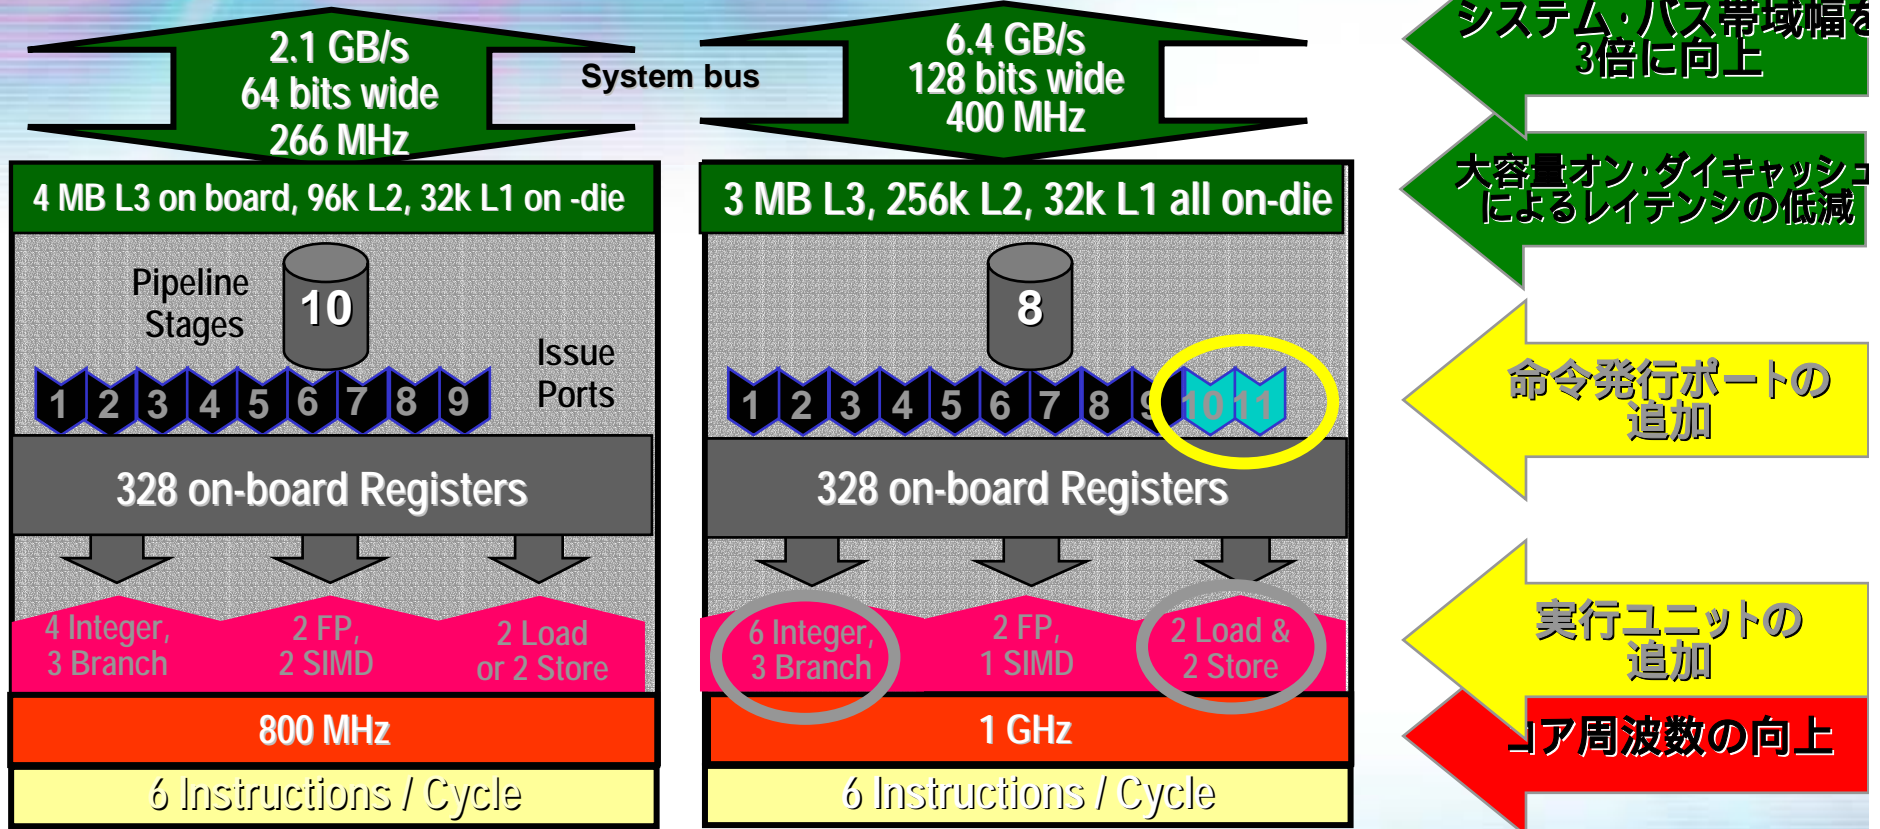 2.1 GB/s
64 bits wide
266 MHz
System bus
6.4 GB/s
128 bits wide
400 MHz
システム・バス帯域幅を
3倍に向上
4 MB L3 on board, 96k L2, 32k L1 on -die
3 MB L3, 256k L2, 32k L1 all on-die
大容量オン・ダイキャッシュ
によるレイテンシの低減
Pipeline
Stages
10
Issue
Ports
1 2 3 4 5 6 7 8 9
8
1 2 3 4 5 6 7 8 9 10 11
命令発行ポートの
追加
328 on-board Registers
328 on-board Registers
4 Integer,
3 Branch
2 FP,
2 SIMD
2 Load
or 2 Store
6 Integer,
3 Branch
2 FP,
1 SIMD
2 Load &
2 Store
実行ユニットの
追加
800 MHz
1 GHz
コア周波数の向上
6 Instructions / Cycle
6 Instructions / Cycle